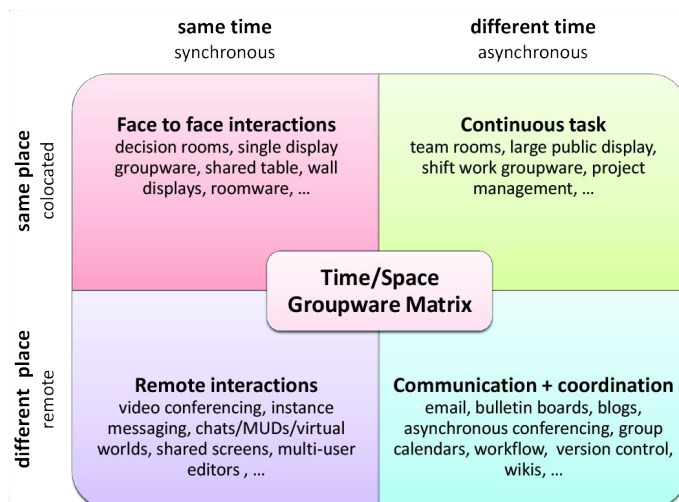 same time
synchronous
different time
asynchronous
same place
colocated
Face to face interactions
decision rooms, single display
groupware, shared table, wall
displays, roomware, ...
Continuous task
team rooms, large public display,
shift work groupware, project
management, ...
Time/Space
Groupware Matrix
different place
remote
Remote interactions
video conferencing, instance
messaging, chats/MUDs/virtual
worlds, shared screens, multi-user
editors , ...
Communication + coordination
email, bulletin boards, blogs,
asynchronous conferencing, group
calendars, workflow, version control,
wikis, ...